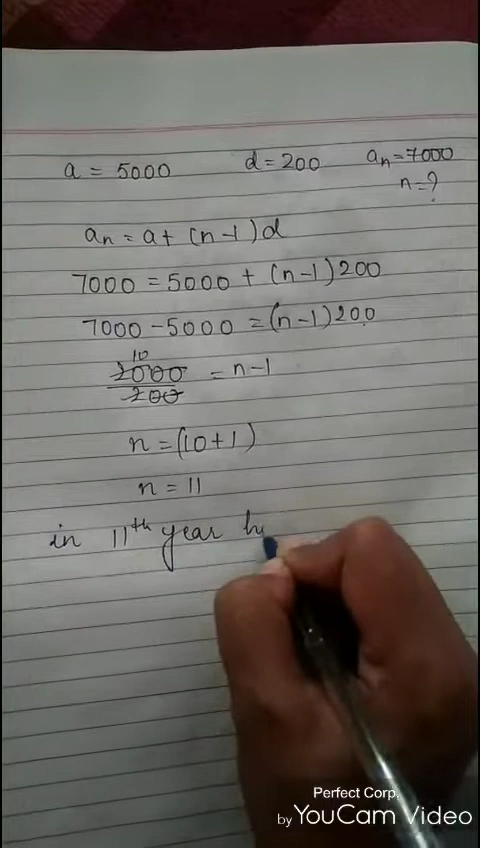 a = 5000 d = 200 aₙ = 7000
n = ?
aₙ = a + (n - 1) d
7000 = 5000 + (n - 1) 200
7000 - 5000 = (n - 1) 200
10
2000/200 = n - 1
n = (10 + 1)
n = 11
in 11th year
Perfect Corp.
by YouCam Video